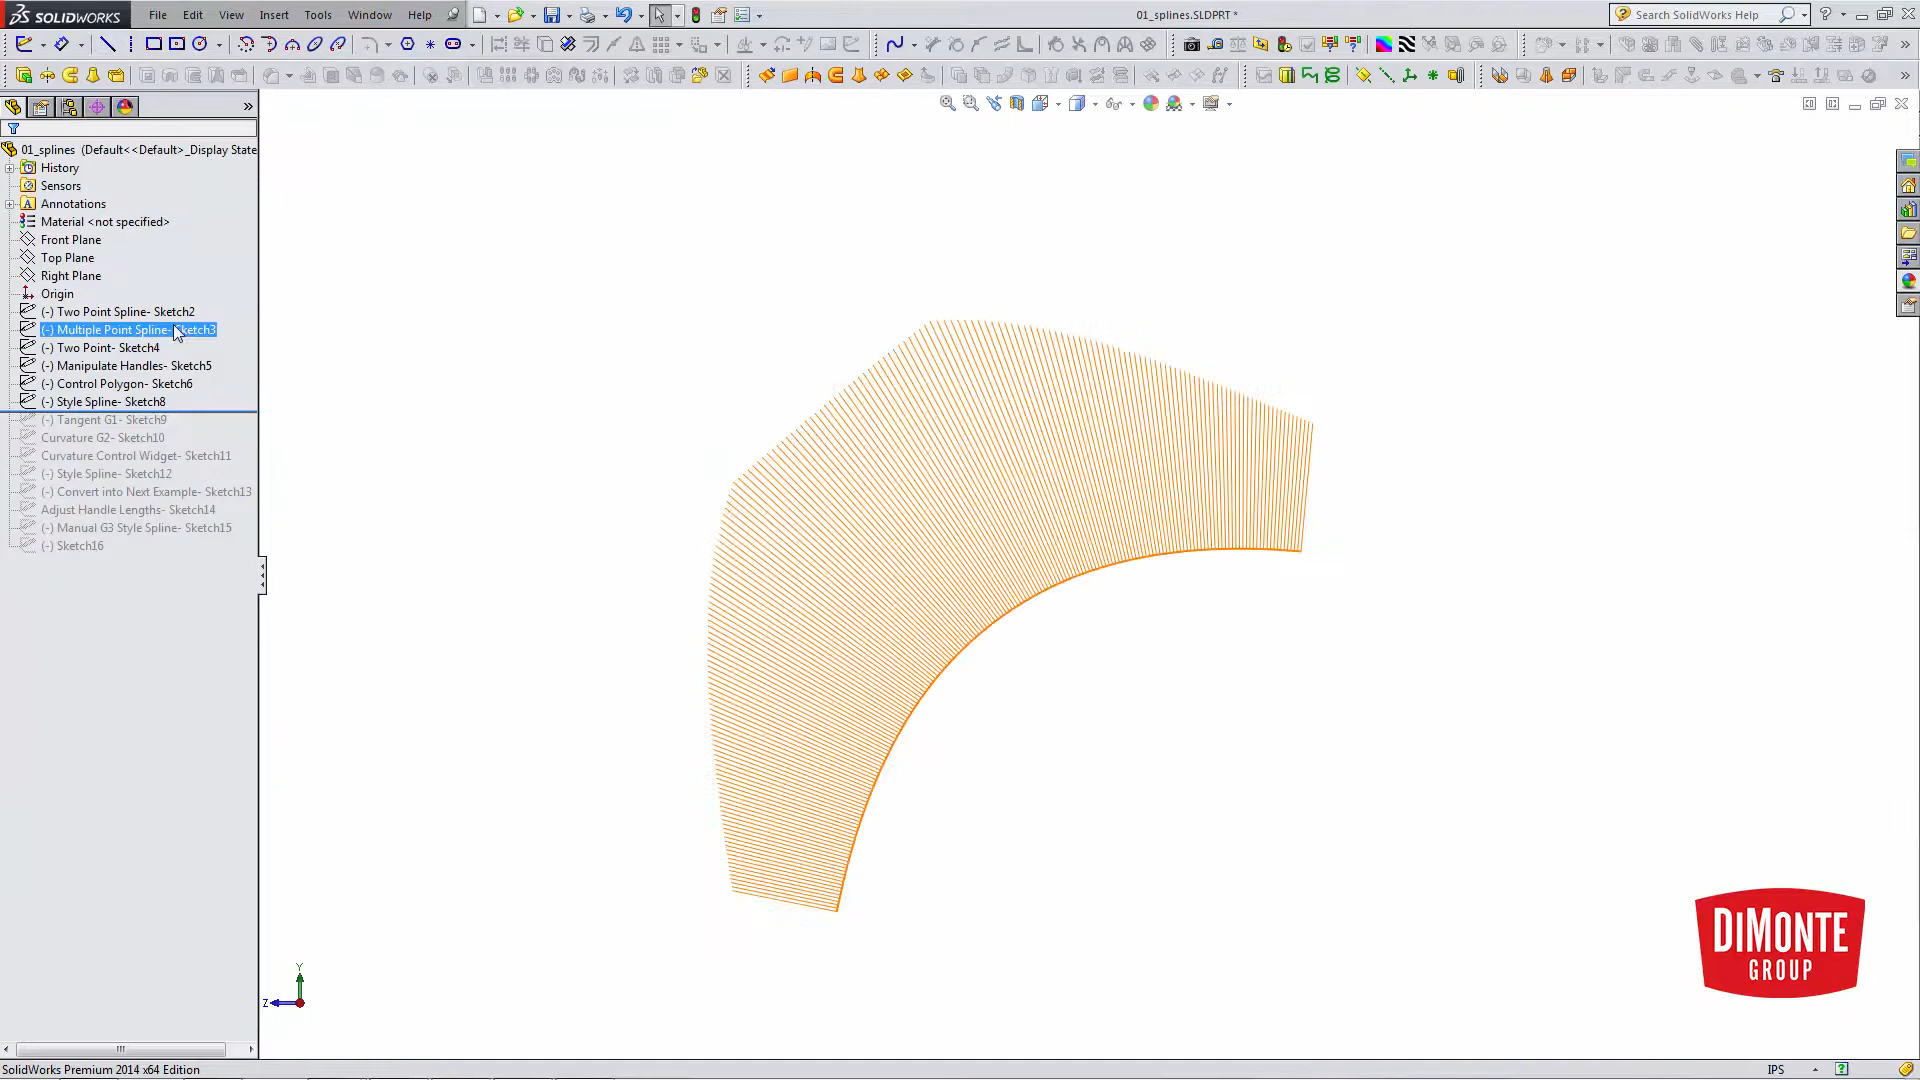 SOLIDWORKS File Edit View Insert Tools Window Help 01_splines.SLDPRT * Search SolidWorks Help
01_splines (Default<<Default>_Display State
History
Sensors
Annotations
Material <not specified>
Front Plane
Top Plane
Right Plane
Origin
(-) Two Point Spline- Sketch2
(-) Multiple Point Spline- Sketch3
(-) Two Point- Sketch4
(-) Manipulate Handles- Sketch5
(-) Control Polygon- Sketch6
(-) Style Spline- Sketch8
(-) Tangent G1- Sketch9
Curvature G2- Sketch10
Curvature Control Widget- Sketch11
(-) Style Spline- Sketch12
(-) Convert into Next Example- Sketch13
Adjust Handle Lengths- Sketch14
(-) Manual G3 Style Spline- Sketch15
(-) Sketch16
Y
Z
DIMONTE
GROUP
SolidWorks Premium 2014 x64 Edition IPS